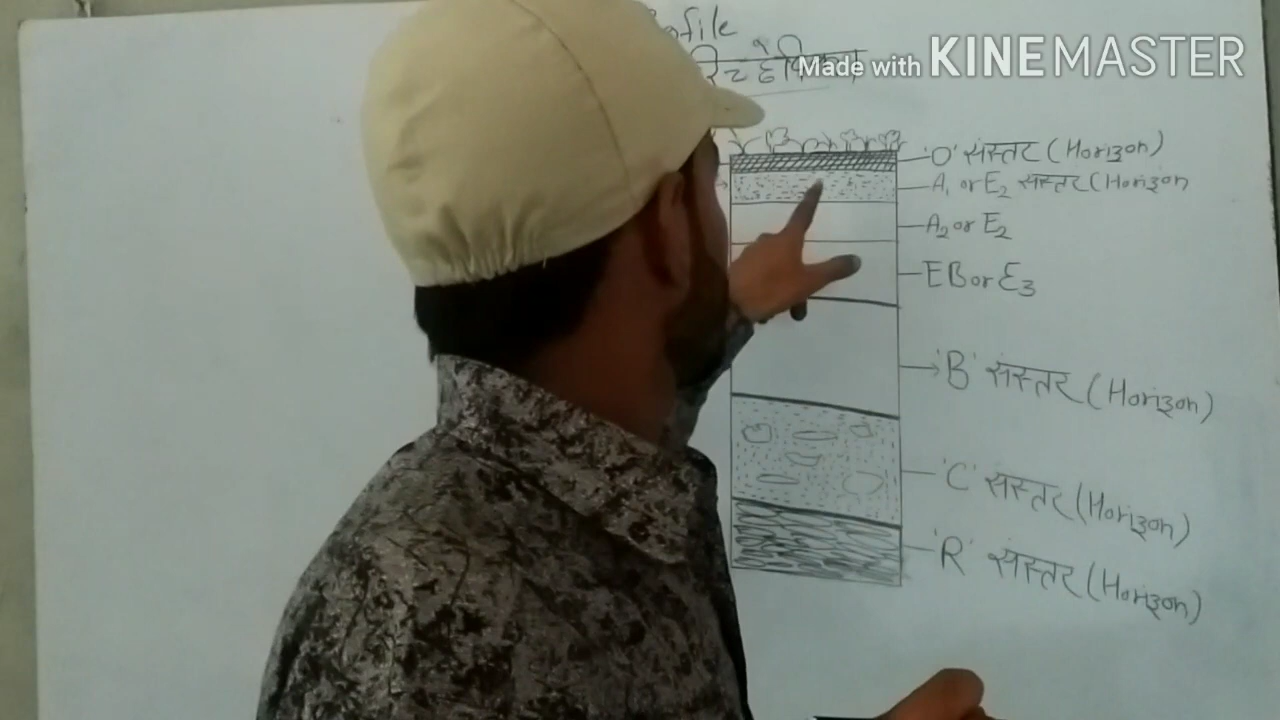 Made with KINEMASTER
'O' संस्तर (Horizon)
A₁ or E₂ संस्तर (Horizon
A₂ or E₂
EB or E₃
'B' संस्तर (Horizon)
'C' संस्तर (Horizon)
'R' संस्तर (Horizon)